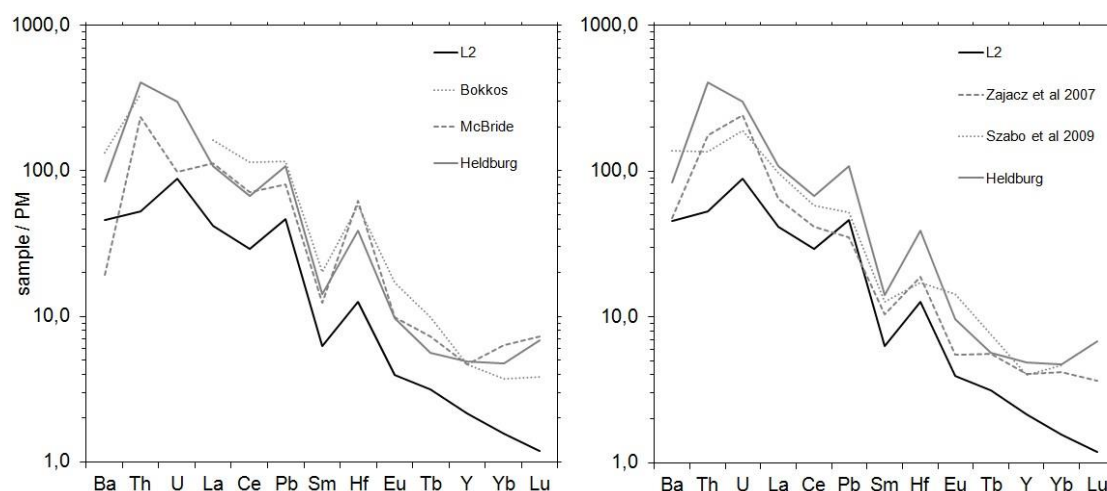 1000,0
100,0
10,0
1,0
sample / PM
L2
Bokkos
McBride
Heldburg
Ba Th U La Ce Pb Sm Hf Eu Tb Y Yb Lu
1000,0
100,0
10,0
1,0
L2
Zajacz et al 2007
Szabo et al 2009
Heldburg
Ba Th U La Ce Pb Sm Hf Eu Tb Y Yb Lu